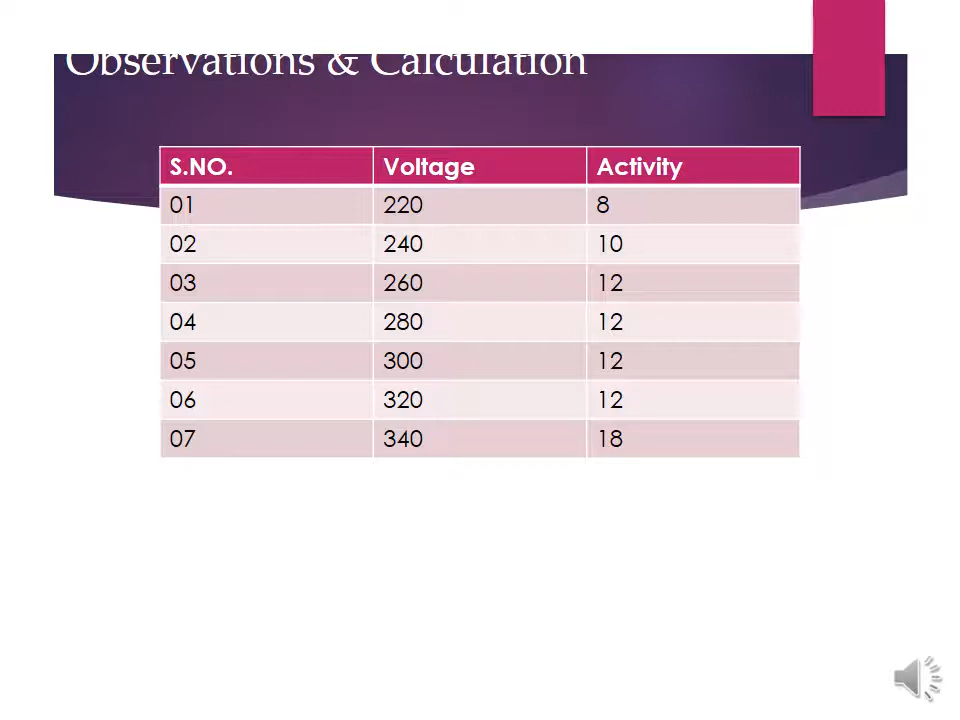 Observations & Calculation
S.NO. Voltage Activity
01 220 8
02 240 10
03 260 12
04 280 12
05 300 12
06 320 12
07 340 18